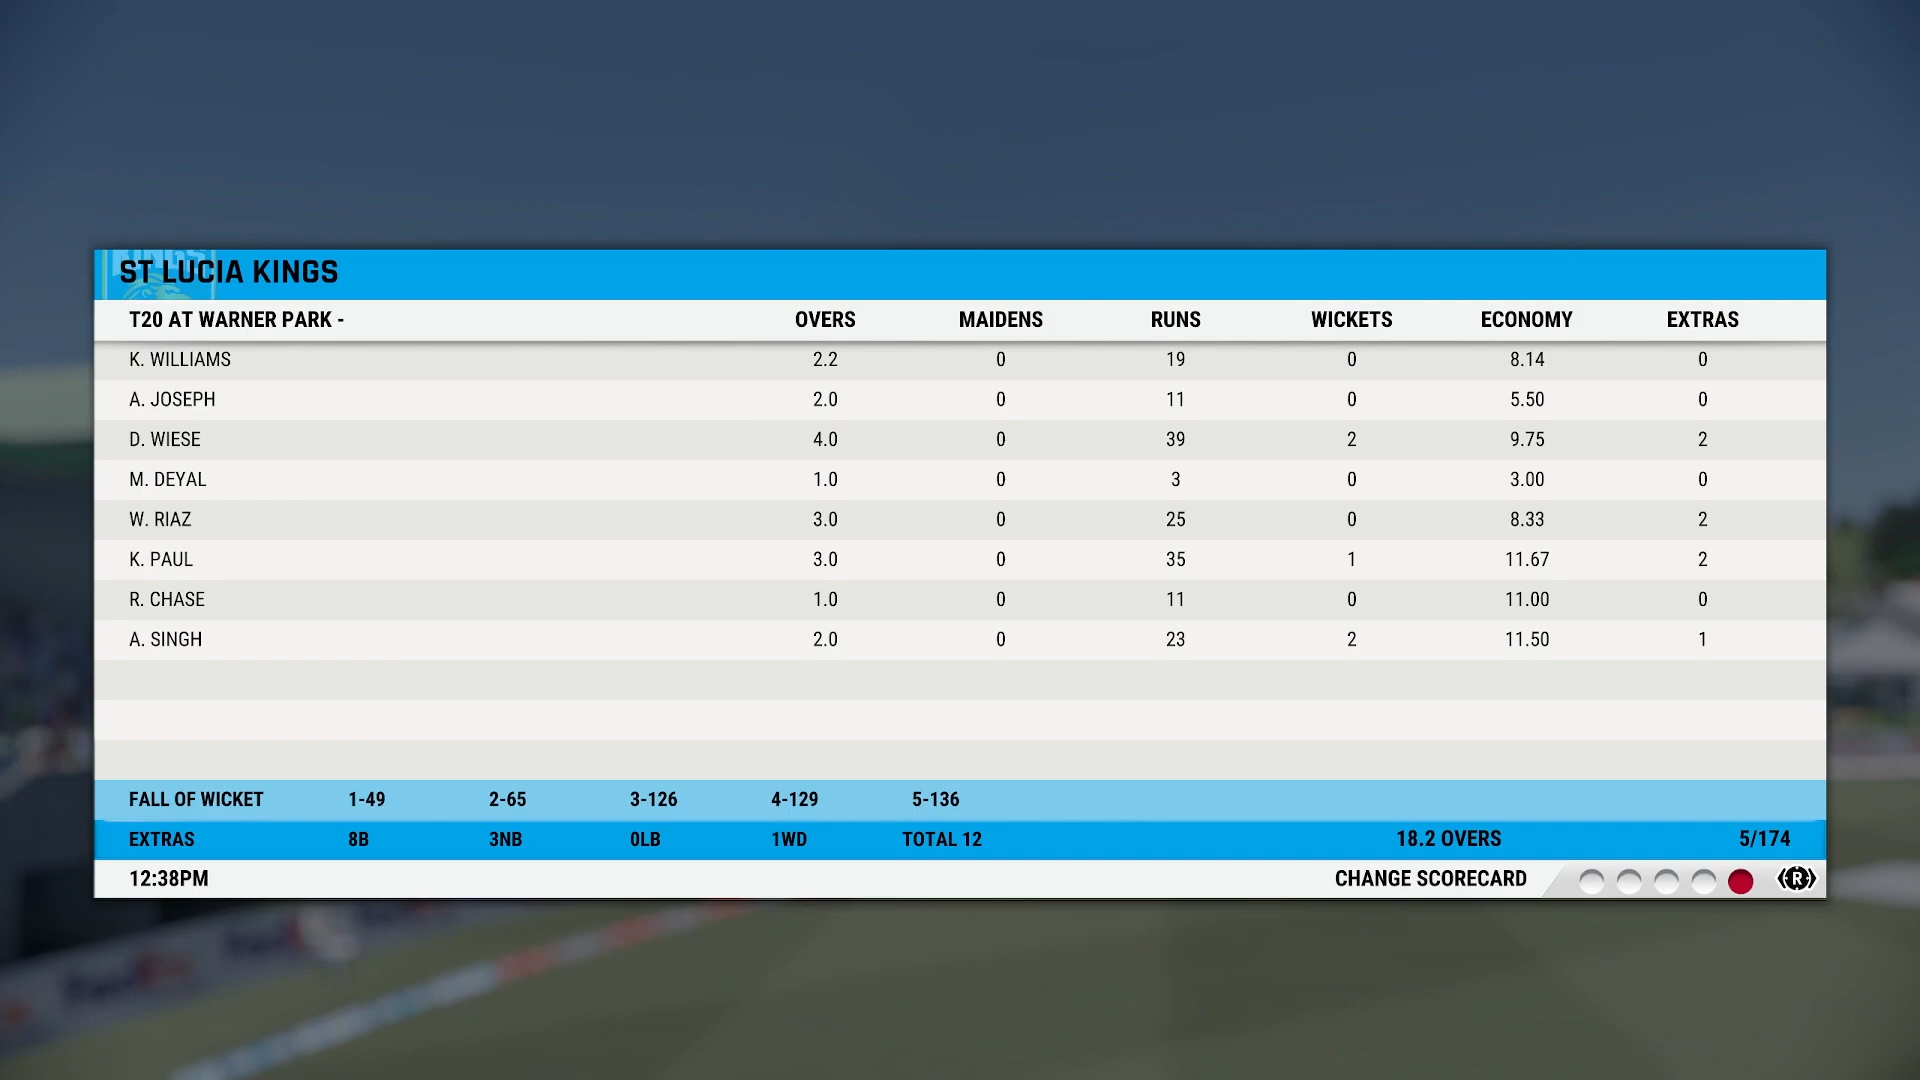 ST LUCIA KINGS
T20 AT WARNER PARK - OVERS MAIDENS RUNS WICKETS ECONOMY EXTRAS
K. WILLIAMS 2.2 0 19 0 8.14 0
A. JOSEPH 2.0 0 11 0 5.50 0
D. WIESE 4.0 0 39 2 9.75 2
M. DEYAL 1.0 0 3 0 3.00 0
W. RIAZ 3.0 0 25 0 8.33 2
K. PAUL 3.0 0 35 1 11.67 2
R. CHASE 1.0 0 11 0 11.00 0
A. SINGH 2.0 0 23 2 11.50 1
FALL OF WICKET 1-49 2-65 3-126 4-129 5-136
EXTRAS 8B 3NB 0LB 1WD TOTAL 12 18.2 OVERS 5/174
12:38PM CHANGE SCORECARD R